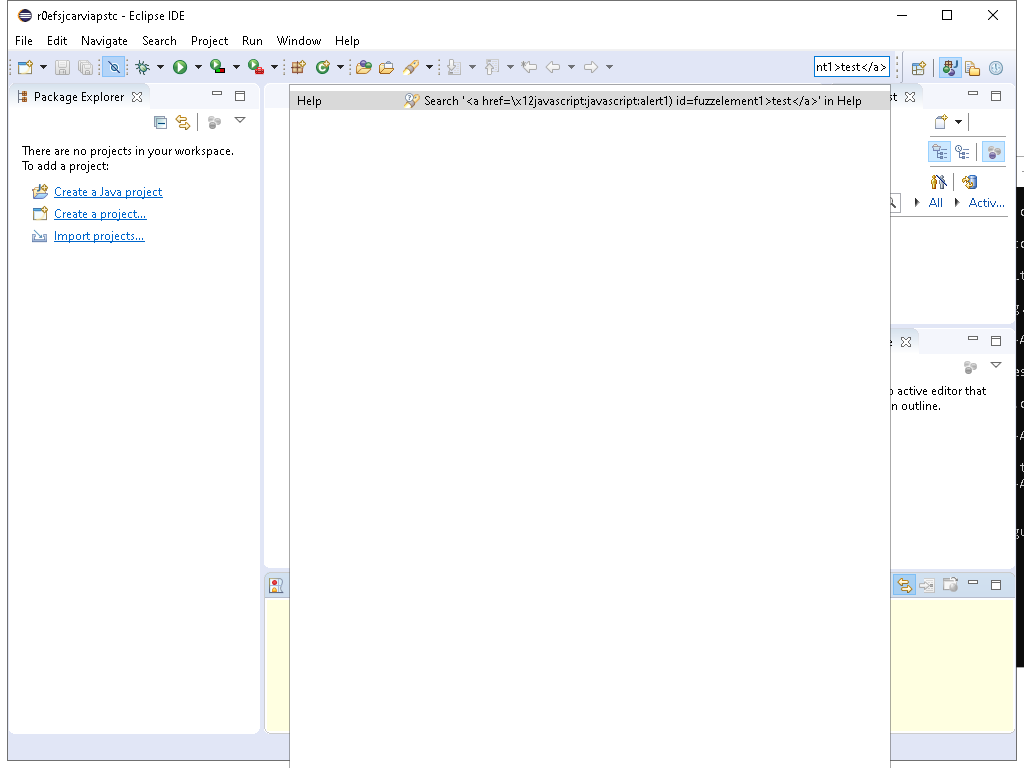 r0efsjcarviapstc - Eclipse IDE
File Edit Navigate Search Project Run Window Help
nt1>test</a>
Package Explorer
Help Search '<a href=\x12javascript:javascript:alert1) id=fuzzelement1>test</a>' in Help
st
There are no projects in your workspace.
To add a project:
Create a Java project
Create a project...
Import projects...
All Activ...
active editor that
n outline.